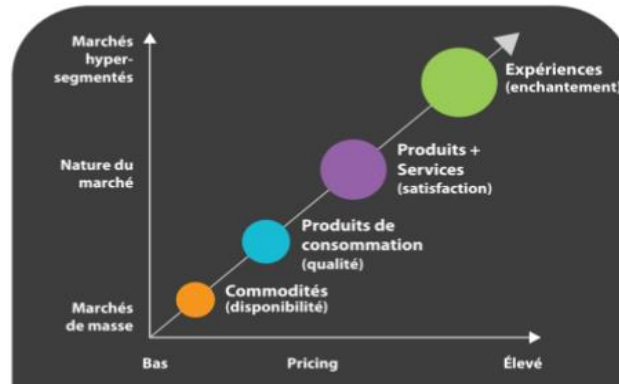 Marchés
hyper-
segmentés
Expériences
(enchantement)
Nature du
marché
Produits +
Services
(satisfaction)
Produits de
consommation
(qualité)
Commodités
(disponibilité)
Marchés
de masse
Bas
Pricing
Élevé